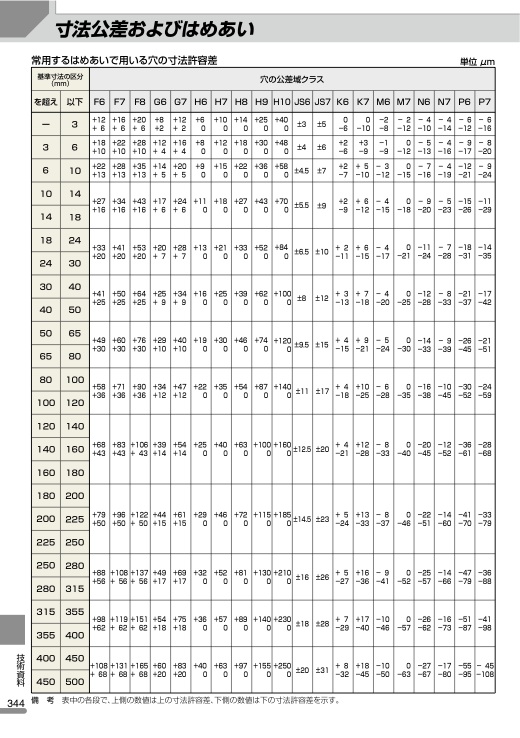 寸法公差およびはめあい
常用するはめあいで用いる穴の寸法許容差 単位 μm
基準寸法の区分 (mm) 穴の公差域クラス
を超え 以下 F6 F7 F8 G6 G7 H6 H7 H8 H9 H10 JS6 JS7 K6 K7 M6 M7 N6 N7 P6 P7
ー 3 +12 +16 +20 +8 +12 +6 +10 +14 +25 +40 ±3 ±5 0 0 −2 −2 −4 −4 −6 −6
+6 +6 +6 +2 +2 0 0 0 0 0 −6 −10 −8 −12 −10 −14 −12 −16
3 6 +18 +22 +28 +12 +16 +8 +12 +18 +30 +48 ±4 ±6 +2 +3 −1 0 −5 −4 −9 −8
+10 +10 +10 +4 +4 0 0 0 0 0 −6 −9 −9 −12 −13 −16 −17 −20
6 10 +22 +28 +35 +14 +20 +9 +15 +22 +36 +58 ±4.5 ±7 +2 +5 −3 0 −7 −4 −12 −9
+13 +13 +13 +5 +5 0 0 0 0 0 −7 −10 −12 −15 −16 −19 −21 −24
10 14
+27 +34 +43 +17 +24 +11 +18 +27 +43 +70 ±5.5 ±9 +2 +6 −4 0 −9 −5 −15 −11
+16 +16 +16 +6 +6 0 0 0 0 0 −9 −12 −15 −18 −20 −23 −26 −29
14 18
18 24
+33 +41 +53 +20 +28 +13 +21 +33 +52 +84 ±6.5 ±10 +2 +6 −4 0 −11 −7 −18 −14
+20 +20 +20 +7 +7 0 0 0 0 0 −11 −15 −17 −21 −24 −28 −31 −35
24 30
30 40
+41 +50 +64 +25 +34 +16 +25 +39 +62 +100 ±8 ±12 +3 +7 −4 0 −12 −8 −21 −17
+25 +25 +25 +9 +9 0 0 0 0 0 −13 −18 −20 −25 −28 −33 −37 −42
40 50
50 65
+49 +60 +76 +29 +40 +19 +30 +46 +74 +120 ±9.5 ±15 +4 +9 −5 0 −14 −9 −26 −21
+30 +30 +30 +10 +10 0 0 0 0 0 −15 −21 −24 −30 −33 −39 −45 −51
65 80
80 100
+58 +71 +90 +34 +47 +22 +35 +54 +87 +140 ±11 ±17 +4 +10 −6 0 −16 −10 −30 −24
+36 +36 +36 +12 +12 0 0 0 0 0 −18 −25 −28 −35 −38 −45 −52 −59
100 120
120 140
140 160 +68 +83 +106 +39 +54 +25 +40 +63 +100 +160 ±12.5 ±20 +4 +12 −8 0 −20 −12 −36 −28
+43 +43 +43 +14 +14 0 0 0 0 0 −21 −28 −33 −40 −45 −52 −61 −68
160 180
180 200
200 225 +79 +96 +122 +44 +61 +29 +46 +72 +115 +185 ±14.5 ±23 +5 +13 −8 0 −22 −14 −41 −33
+50 +50 +50 +15 +15 0 0 0 0 0 −24 −33 −37 −46 −51 −60 −70 −79
225 250
250 280
+88 +108 +137 +49 +69 +32 +52 +81 +130 +210 ±16 ±26 +5 +16 −9 0 −25 −14 −47 −36
+56 +56 +56 +17 +17 0 0 0 0 0 −27 −36 −41 −52 −57 −66 −79 −88
280 315
315 355
+98 +119 +151 +54 +75 +36 +57 +89 +140 +230 ±18 ±28 +7 +17 −10 0 −26 −16 −51 −41
+62 +62 +62 +18 +18 0 0 0 0 0 −29 −40 −46 −57 −62 −73 −87 −98
355 400
400 450
+108 +131 +165 +60 +83 +40 +63 +97 +155 +250 ±20 ±31 +8 +18 −10 0 −27 −17 −55 −45
+68 +68 +68 +20 +20 0 0 0 0 0 −32 −45 −50 −63 −67 −80 −95 −108
450 500
備 考 表中の各段で、上側の数値は上の寸法許容差、下側の数値は下の寸法許容差を示す。
技術資料
344